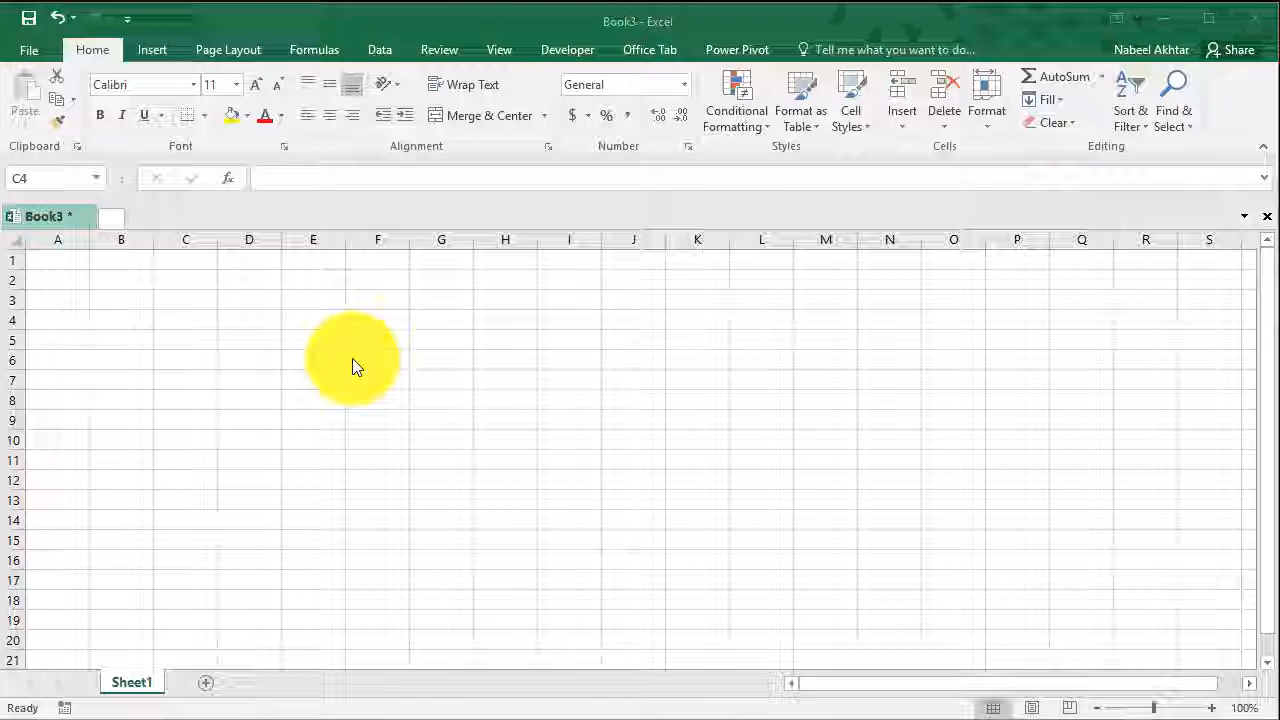 Book3 - Excel
File Home Insert Page Layout Formulas Data Review View Developer Office Tab Power Pivot Tell me what you want to do... Nabeel Akhtar Share
Paste
Calibri 11
B I U A
Wrap Text
Merge & Center
General
$ % ,
Conditional Formatting
Format as Table
Cell Styles
Insert
Delete
Format
AutoSum
Fill
Clear
Sort & Filter
Find & Select
Clipboard Font Alignment Number Styles Cells Editing
C4 fx
Book3 *
A B C D E F G H I J K L M N O P Q R S
1
2
3
4
5
6
7
8
9
10
11
12
13
14
15
16
17
18
19
20
21
Sheet1
Ready 100%